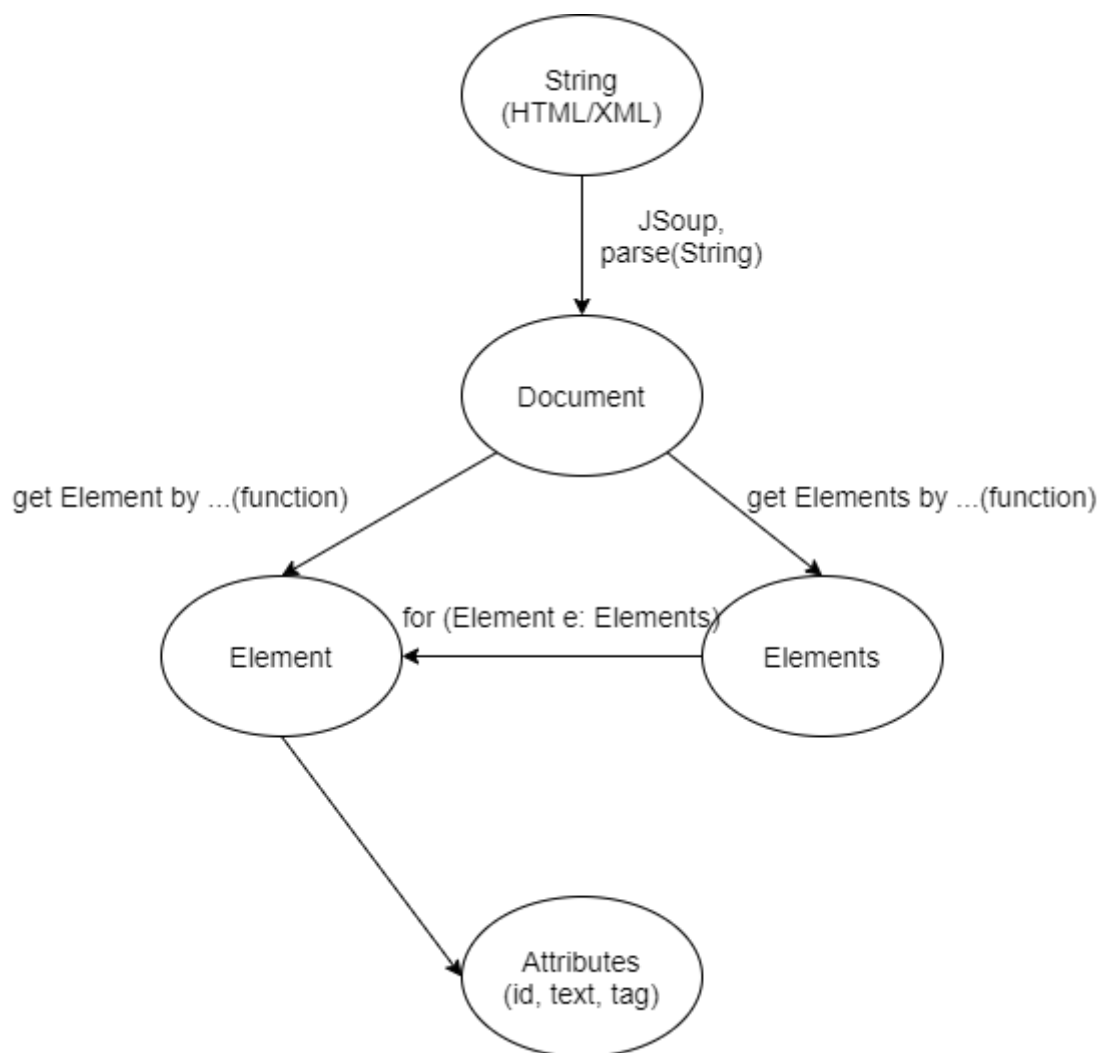 String
(HTML/XML)
JSoup,
parse(String)
Document
get Element by ...(function)
get Elements by ...(function)
for (Element e: Elements)
Element
Elements
Attributes
(id, text, tag)